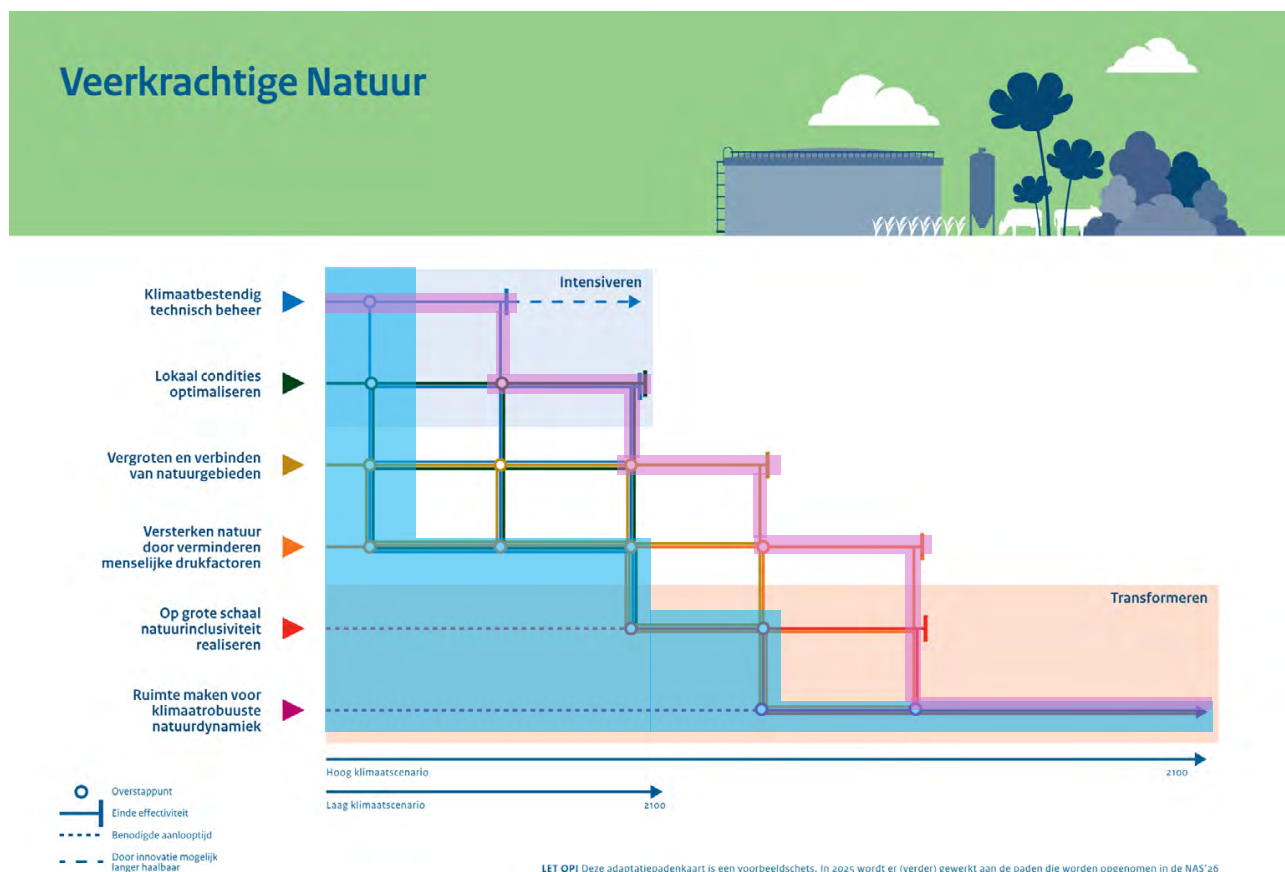 Veerkrachtige Natuur
Intensiveren
Klimaatbestendig
technisch beheer
Lokaal condities
optimaliseren
Vergroten en verbinden
van natuurgebieden
Versterken natuur
door verminderen
menselijke drukfactoren
Transformeren
Op grote schaal
natuurinclusiviteit
realiseren
Ruimte maken voor
klimaatrobuuste
natuurdynamiek
Hoog klimaatscenario
2100
Laag klimaatscenario
2100
Overstappunt
Einde effectiviteit
Benodigde aanlooptijd
Door innovatie mogelijk
langer haalbaar
LET OP! Deze adaptatiepadenkaart is een voorbeeldschets. In 2025 wordt er (verder) gewerkt aan de paden die worden opgenomen in de NAS'26